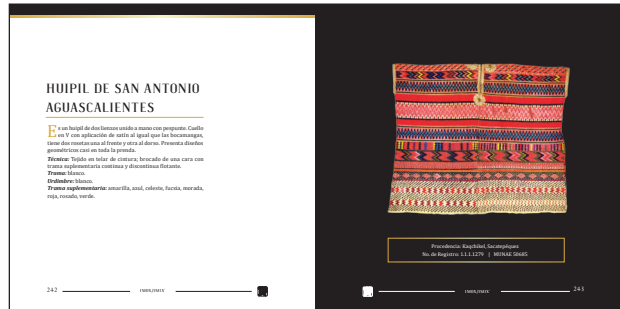 HUIPIL DE SAN ANTONIO
AGUASCALIENTES
Es un huipil de dos lienzos unido a mano con pespunte. Cuello
en V con aplicación de satín al igual que las bocamangas,
tiene dos rosetas una al frente y otra al dorso. Presenta diseños
geométricos casi en toda la prenda.
Técnica: Tejido en telar de cintura; brocado de una cara con
trama suplementaria continua y discontinua flotante.
Trama: blanco.
Urdimbre: blanco.
Trama suplementaria: amarilla, azul, celeste, fucsia, morada,
roja, rosado, verde.
242
Procedencia: Kaqchikel, Sacatepéquez
No. de Registro: 1.1.1.1279 | MUNAE 50685
243